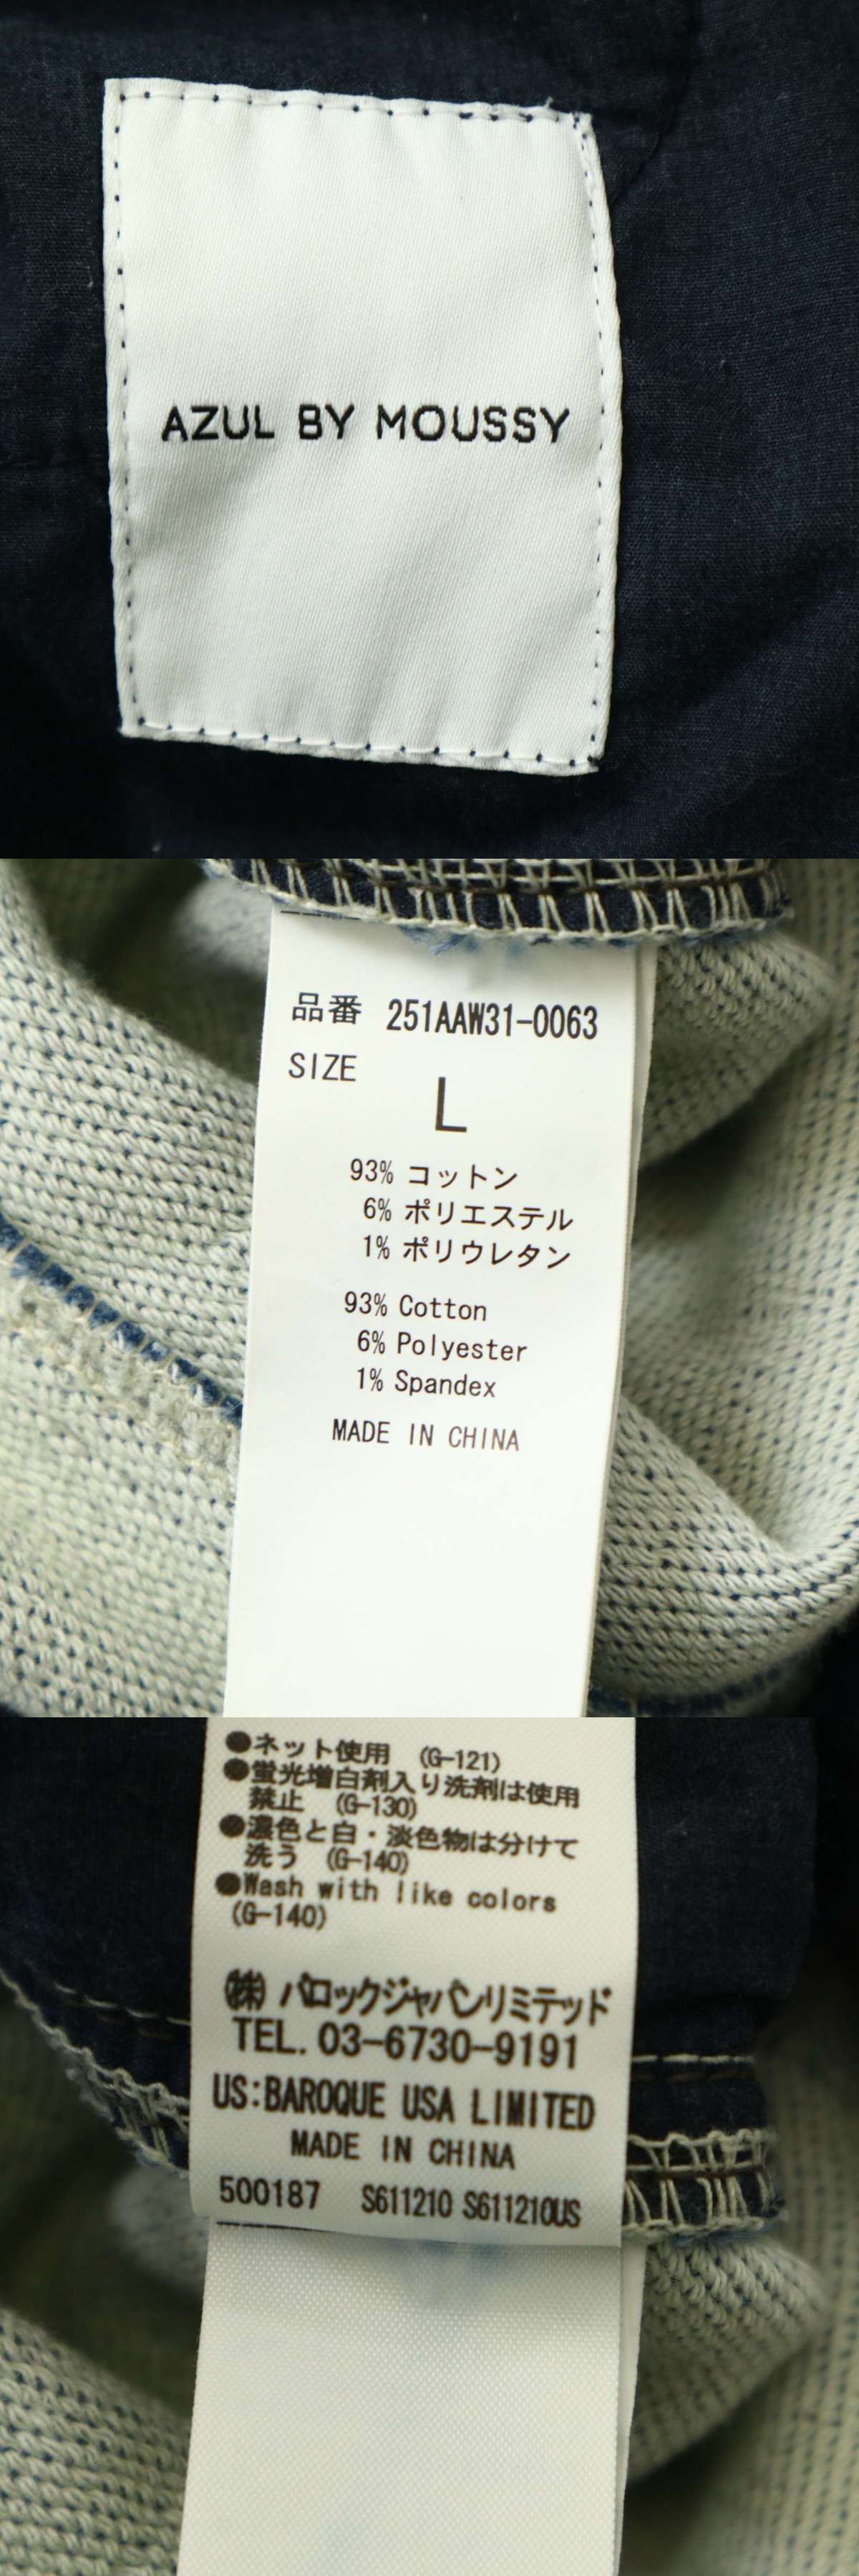 AZUL BY MOUSSY
品番 251AAW31-0063
SIZE
L
93% コットン
6% ポリエステル
1% ポリウレタン
93% Cotton
6% Polyester
1% Spandex
MADE IN CHINA
●ネット使用 (G-121)
●蛍光増白剤入り洗剤は使用
禁止 (G-130)
●濃色と白・淡色物は分けて
洗う (G-140)
●Wash with like colors
(G-140)
㈱ バロックジャパンリミテッド
TEL. 03-6730-9191
US:BAROQUE USA LIMITED
MADE IN CHINA
500187 S611210 S611210US